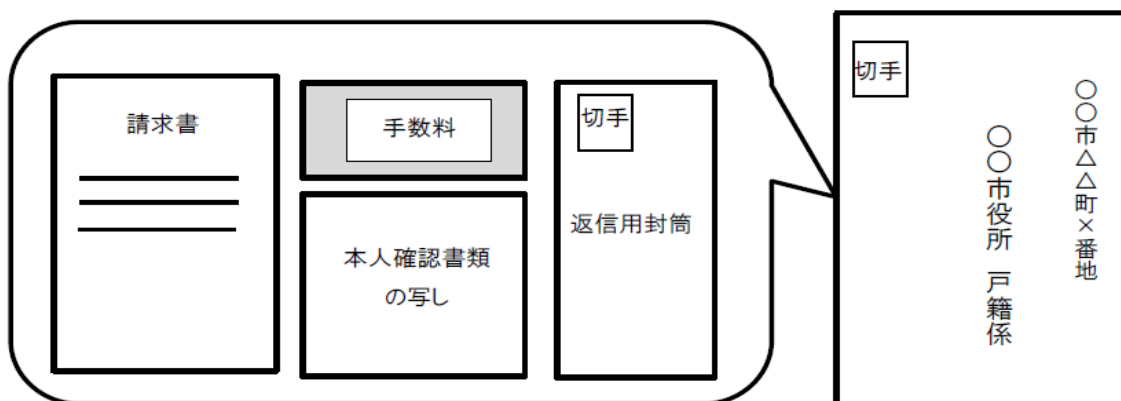 請求書
手数料
本人確認書類
の写し
切手
返信用封筒
切手
〇〇市△△町×番地
〇〇市役所 戸籍係